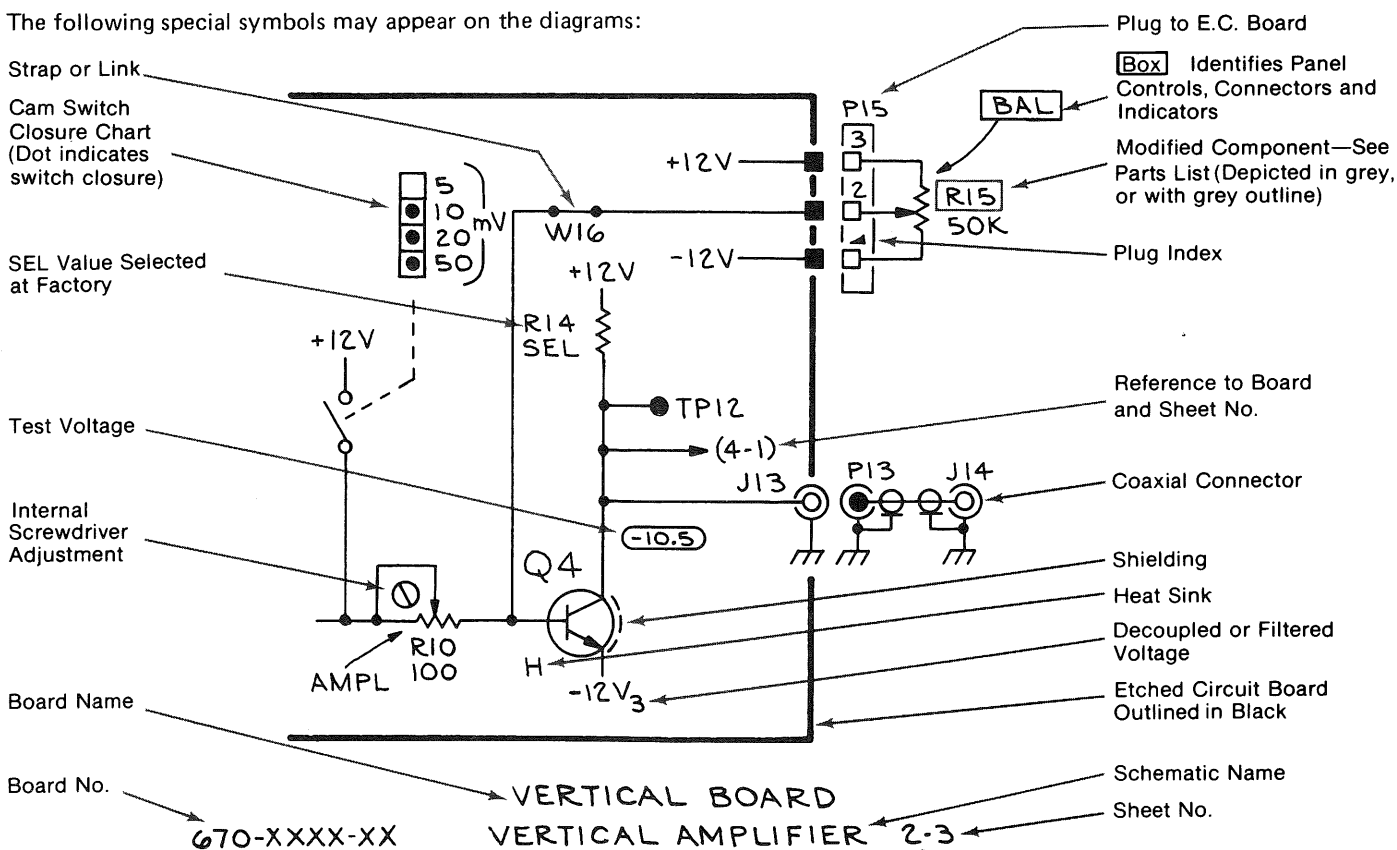 The following special symbols may appear on the diagrams:
Strap or Link
Cam Switch
Closure Chart
(Dot indicates
switch closure)
SEL Value Selected
at Factory
Test Voltage
Internal
Screwdriver
Adjustment
Board Name
Board No.
5
10
20
50
mV
+12V
W16
+12V
R14
SEL
+12V
-12V
TP12
(4-1)
J13
-10.5
Q4
H
-12V3
R10
100
AMPL
P15
3
2
BAL
R15
50K
P13
J14
Plug to E.C. Board
Box Identifies Panel
Controls, Connectors and
Indicators
Modified Component—See
Parts List (Depicted in grey,
or with grey outline)
Plug Index
Reference to Board
and Sheet No.
Coaxial Connector
Shielding
Heat Sink
Decoupled or Filtered
Voltage
Etched Circuit Board
Outlined in Black
Schematic Name
Sheet No.
VERTICAL BOARD
670-XXXX-XX VERTICAL AMPLIFIER 2-3